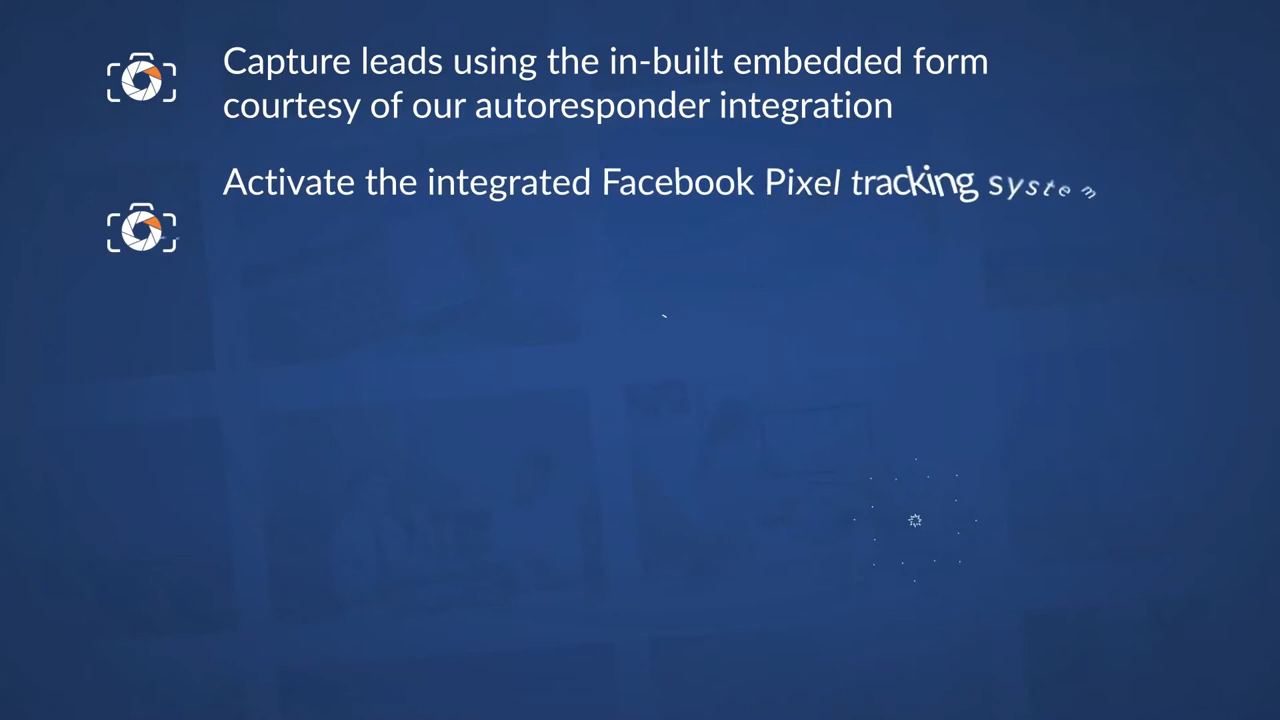 Capture leads using the in-built embedded form
courtesy of our autoresponder integration
Activate the integrated Facebook Pixel tracking system